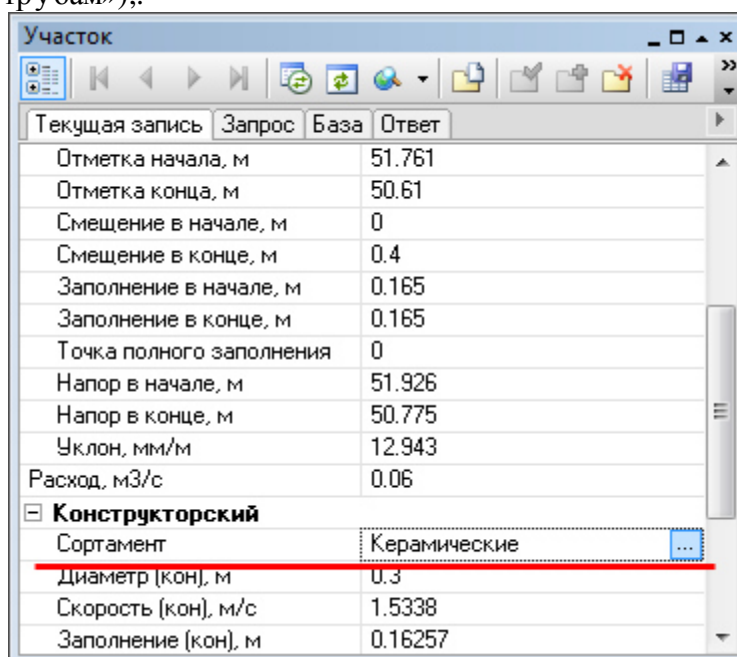 трубам»);.
Участок
Текущая запись Запрос База Ответ
Отметка начала, м 51.761
Отметка конца, м 50.61
Смещение в начале, м 0
Смещение в конце, м 0.4
Заполнение в начале, м 0.165
Заполнение в конце, м 0.165
Точка полного заполнения 0
Напор в начале, м 51.926
Напор в конце, м 50.775
Уклон, мм/м 12.943
Расход, м3/с 0.06
Конструкторский
Сортамент Керамические ...
Диаметр (кон), м 0.3
Скорость (кон), м/с 1.5338
Заполнение (кон), м 0.16257